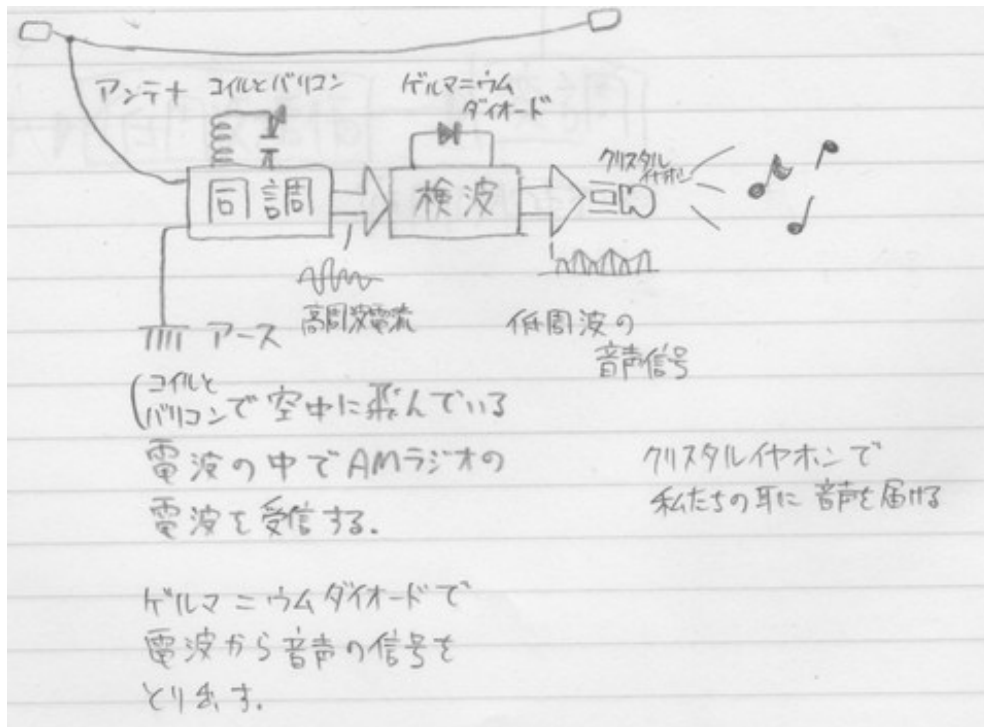 アンテナ
コイルとバリコン
ゲルマニウム
ダイオード
同調
検波
クリスタル
イヤホン
高周波電流
低周波の
音声信号
アース
コイルと
バリコンで空中に飛んでいる
電波の中でAMラジオの
電波を受信する.
クリスタルイヤホンで
私たちの耳に音声を届ける
ゲルマニウムダイオードで
電波から音声の信号を
とり出す.